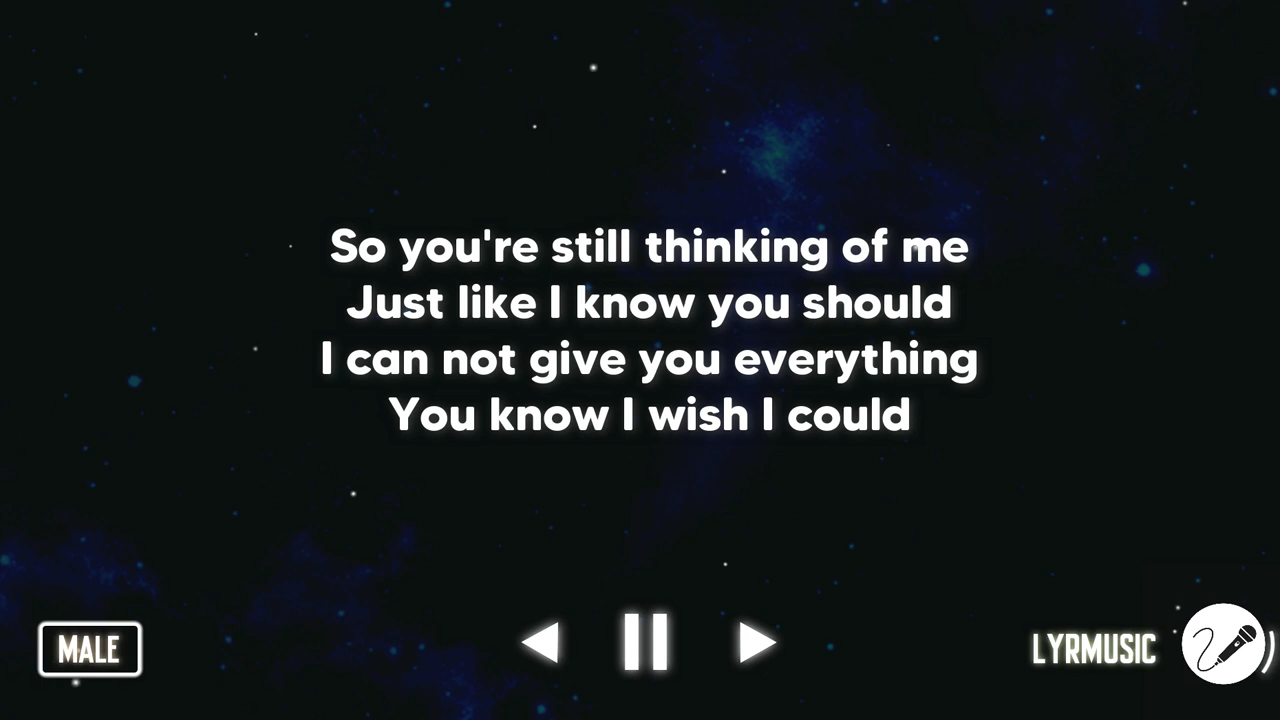 So you're still thinking of me
Just like I know you should
I can not give you everything
You know I wish I could
MALE
LYRMUSIC